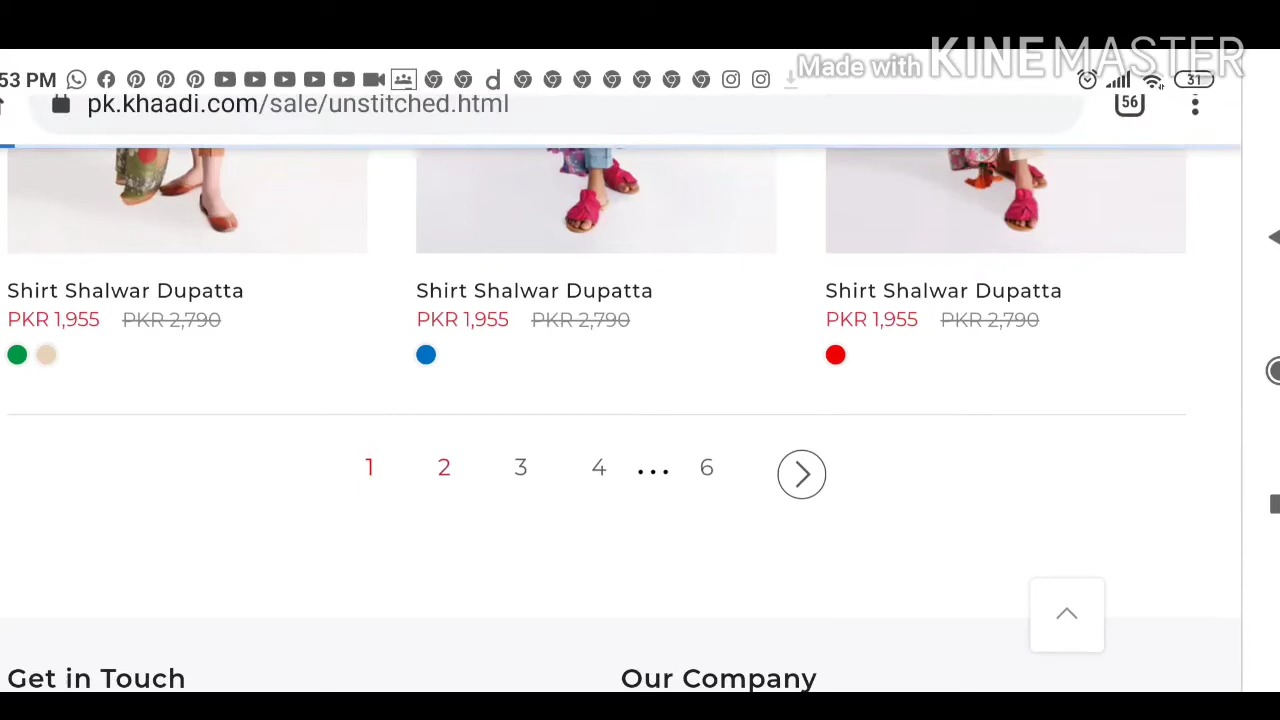 Made with KINEMASTER
53 PM
31
pk.khaadi.com/sale/unstitched.html
56
Shirt Shalwar Dupatta
Shirt Shalwar Dupatta
Shirt Shalwar Dupatta
PKR 1,955 PKR 2,790
PKR 1,955 PKR 2,790
PKR 1,955 PKR 2,790
1 2 3 4 ... 6
Get in Touch
Our Company